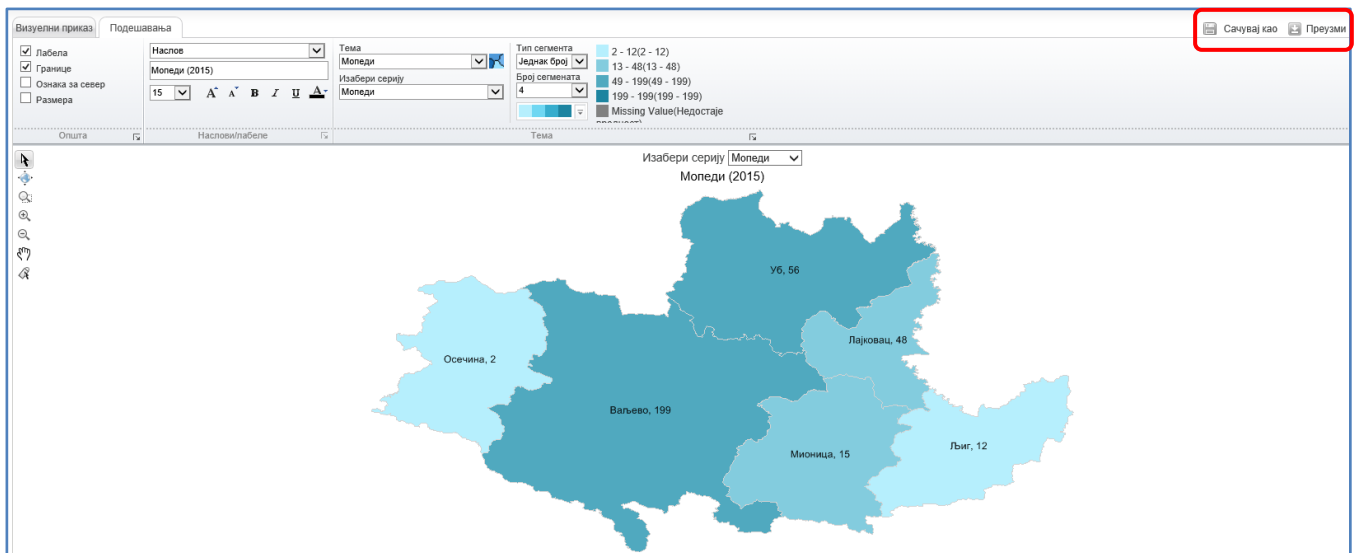 Визуелни приказ
Подешавања
Сачувај као
Преузми
Лабела
Границе
Ознака за север
Размера
Општа
Наслов
Мопеди (2015)
15 A A B I U A
Наслови/лабеле
Тема
Мопеди
Изабери серију
Мопеди
Тип сегмента
Једнак број
Број сегмената
4
2 - 12(2 - 12)
13 - 48(13 - 48)
49 - 199(49 - 199)
199 - 199(199 - 199)
Missing Value(Недостаје
Тема
Изабери серију Мопеди
Мопеди (2015)
Уб, 56
Лајковац, 48
Осечина, 2
Ваљево, 199
Љиг, 12
Мионица, 15